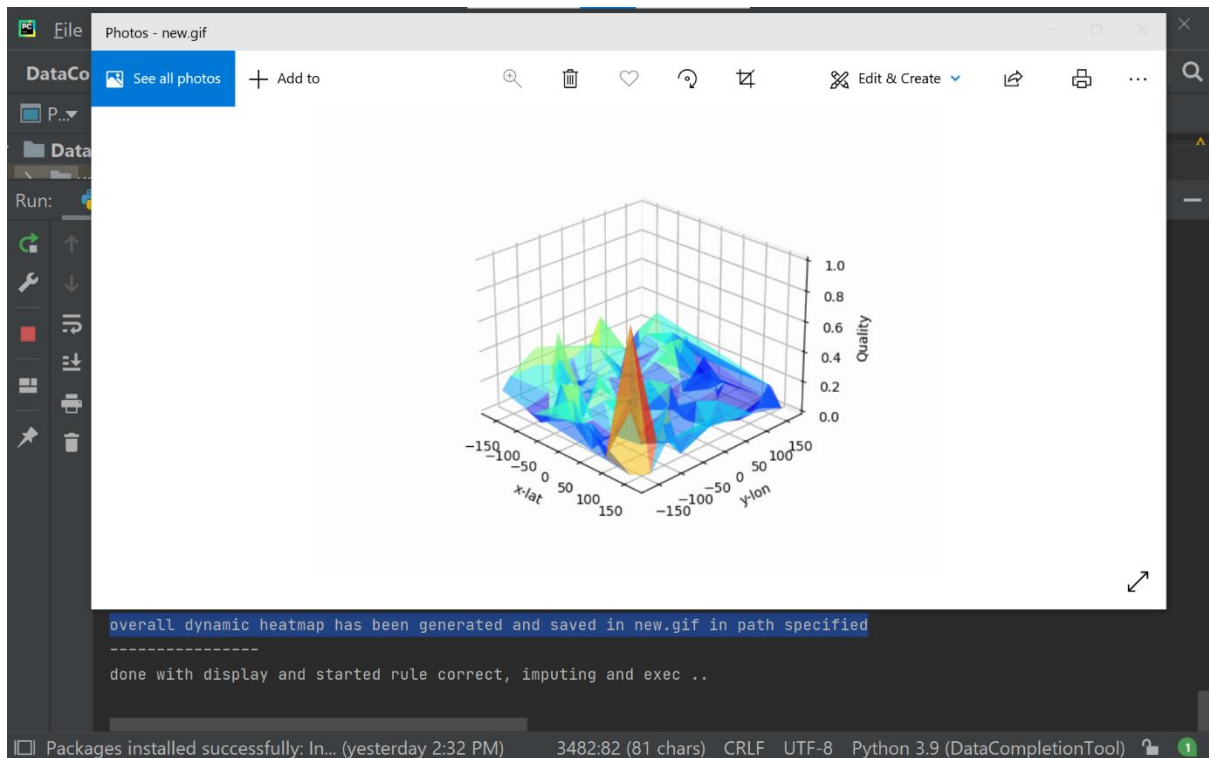 PC File
Photos - new.gif
DataCo
See all photos
Add to
Edit & Create
P...
Data
Run:
1.0
0.8
0.6
0.4
0.2
0.0
Quality
−150
−100
−50
0
50
100
150
x-lat
−150
−100
−50
0
50
100
150
y-lon
overall dynamic heatmap has been generated and saved in new.gif in path specified
----------------
done with display and started rule correct, imputing and exec ..
Packages installed successfully: In... (yesterday 2:32 PM) 3482:82 (81 chars) CRLF UTF-8 Python 3.9 (DataCompletionTool) 1